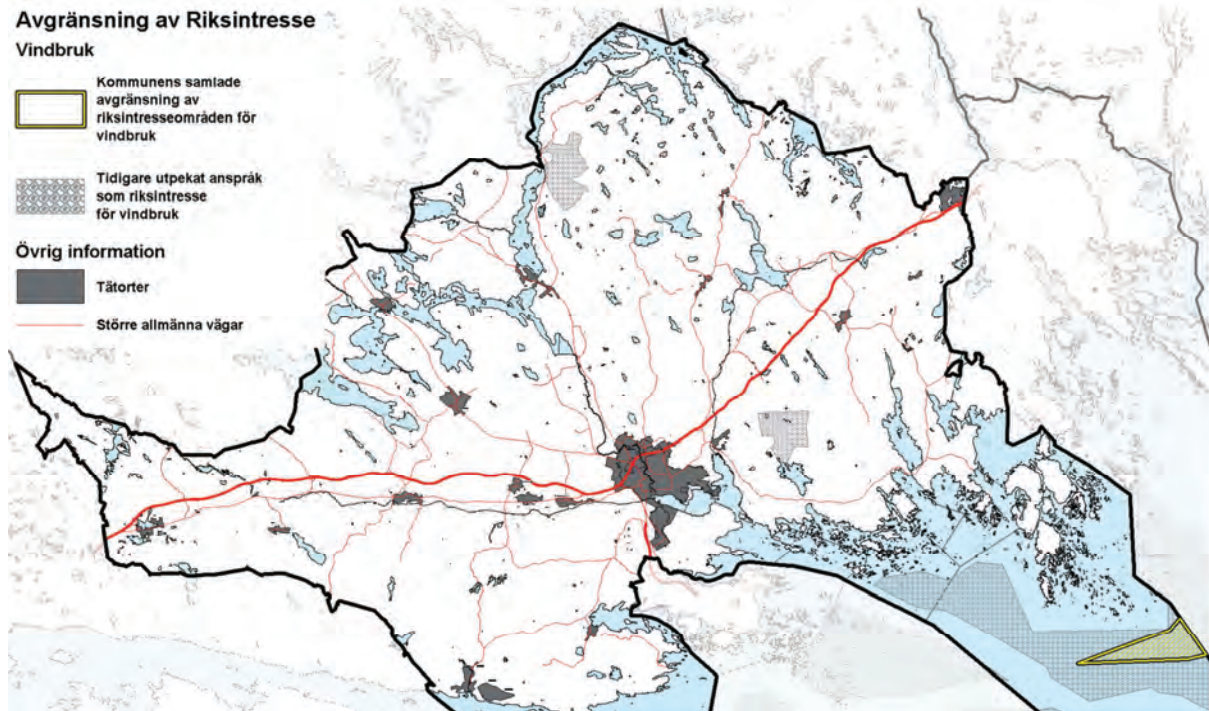 Avgränsning av Riksintresse
Vindbruk
Kommunens samlade
avgränsning av
riksintresseområden för
vindbruk
Tidigare utpekat anspråk
som riksintresse
för vindbruk
Övrig information
Tätorter
Större allmänna vägar